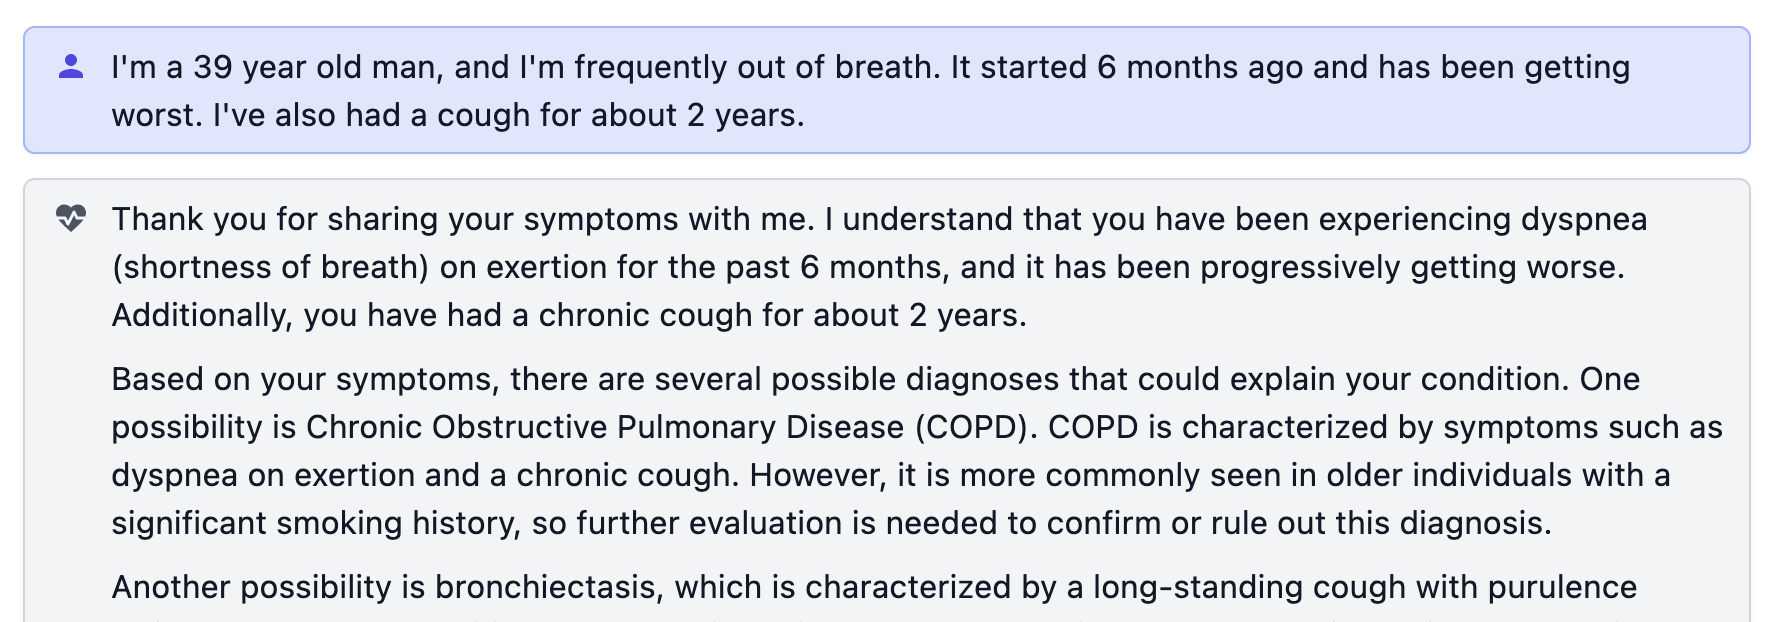 I'm a 39 year old man, and I'm frequently out of breath. It started 6 months ago and has been getting
worst. I've also had a cough for about 2 years.
Thank you for sharing your symptoms with me. I understand that you have been experiencing dyspnea
(shortness of breath) on exertion for the past 6 months, and it has been progressively getting worse.
Additionally, you have had a chronic cough for about 2 years.
Based on your symptoms, there are several possible diagnoses that could explain your condition. One
possibility is Chronic Obstructive Pulmonary Disease (COPD). COPD is characterized by symptoms such as
dyspnea on exertion and a chronic cough. However, it is more commonly seen in older individuals with a
significant smoking history, so further evaluation is needed to confirm or rule out this diagnosis.
Another possibility is bronchiectasis, which is characterized by a long-standing cough with purulence